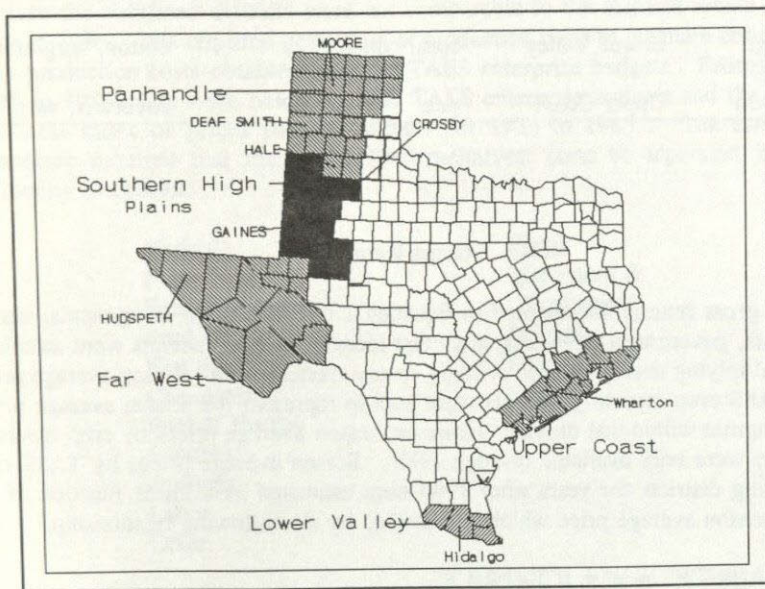 MOORE
Panhandle
DEAF SMITH
CROSBY
HALE
Southern High
Plains
GAINES
HUDSPETH
Far West
Wharton
Upper Coast
Lower Valley
Hidalgo